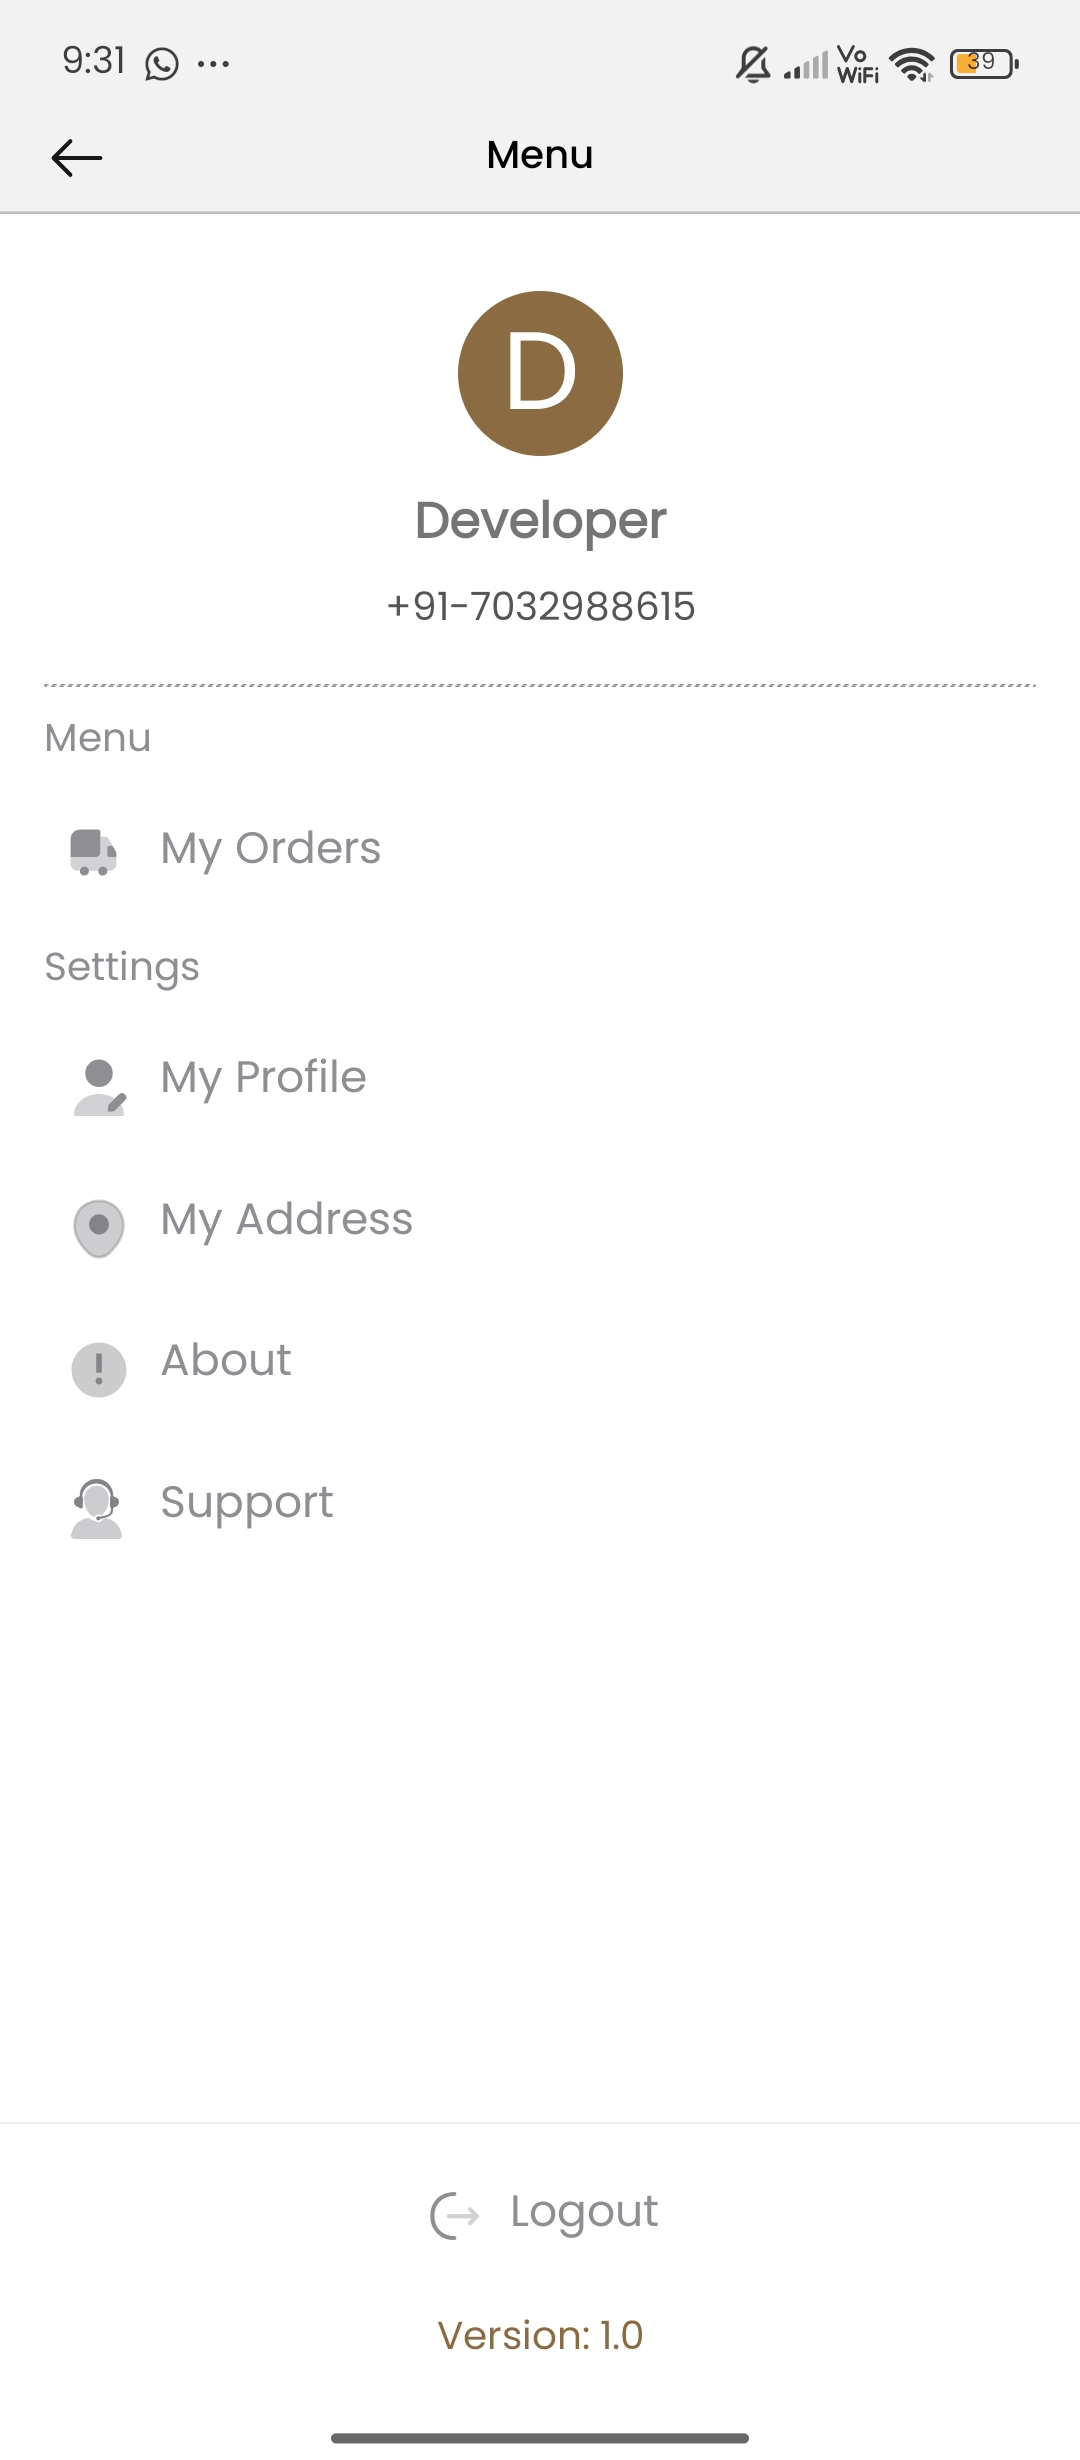 9:31
Vo
WiFi
39
Menu
D
Developer
+91-7032988615
Menu
My Orders
Settings
My Profile
My Address
About
Support
Logout
Version: 1.0